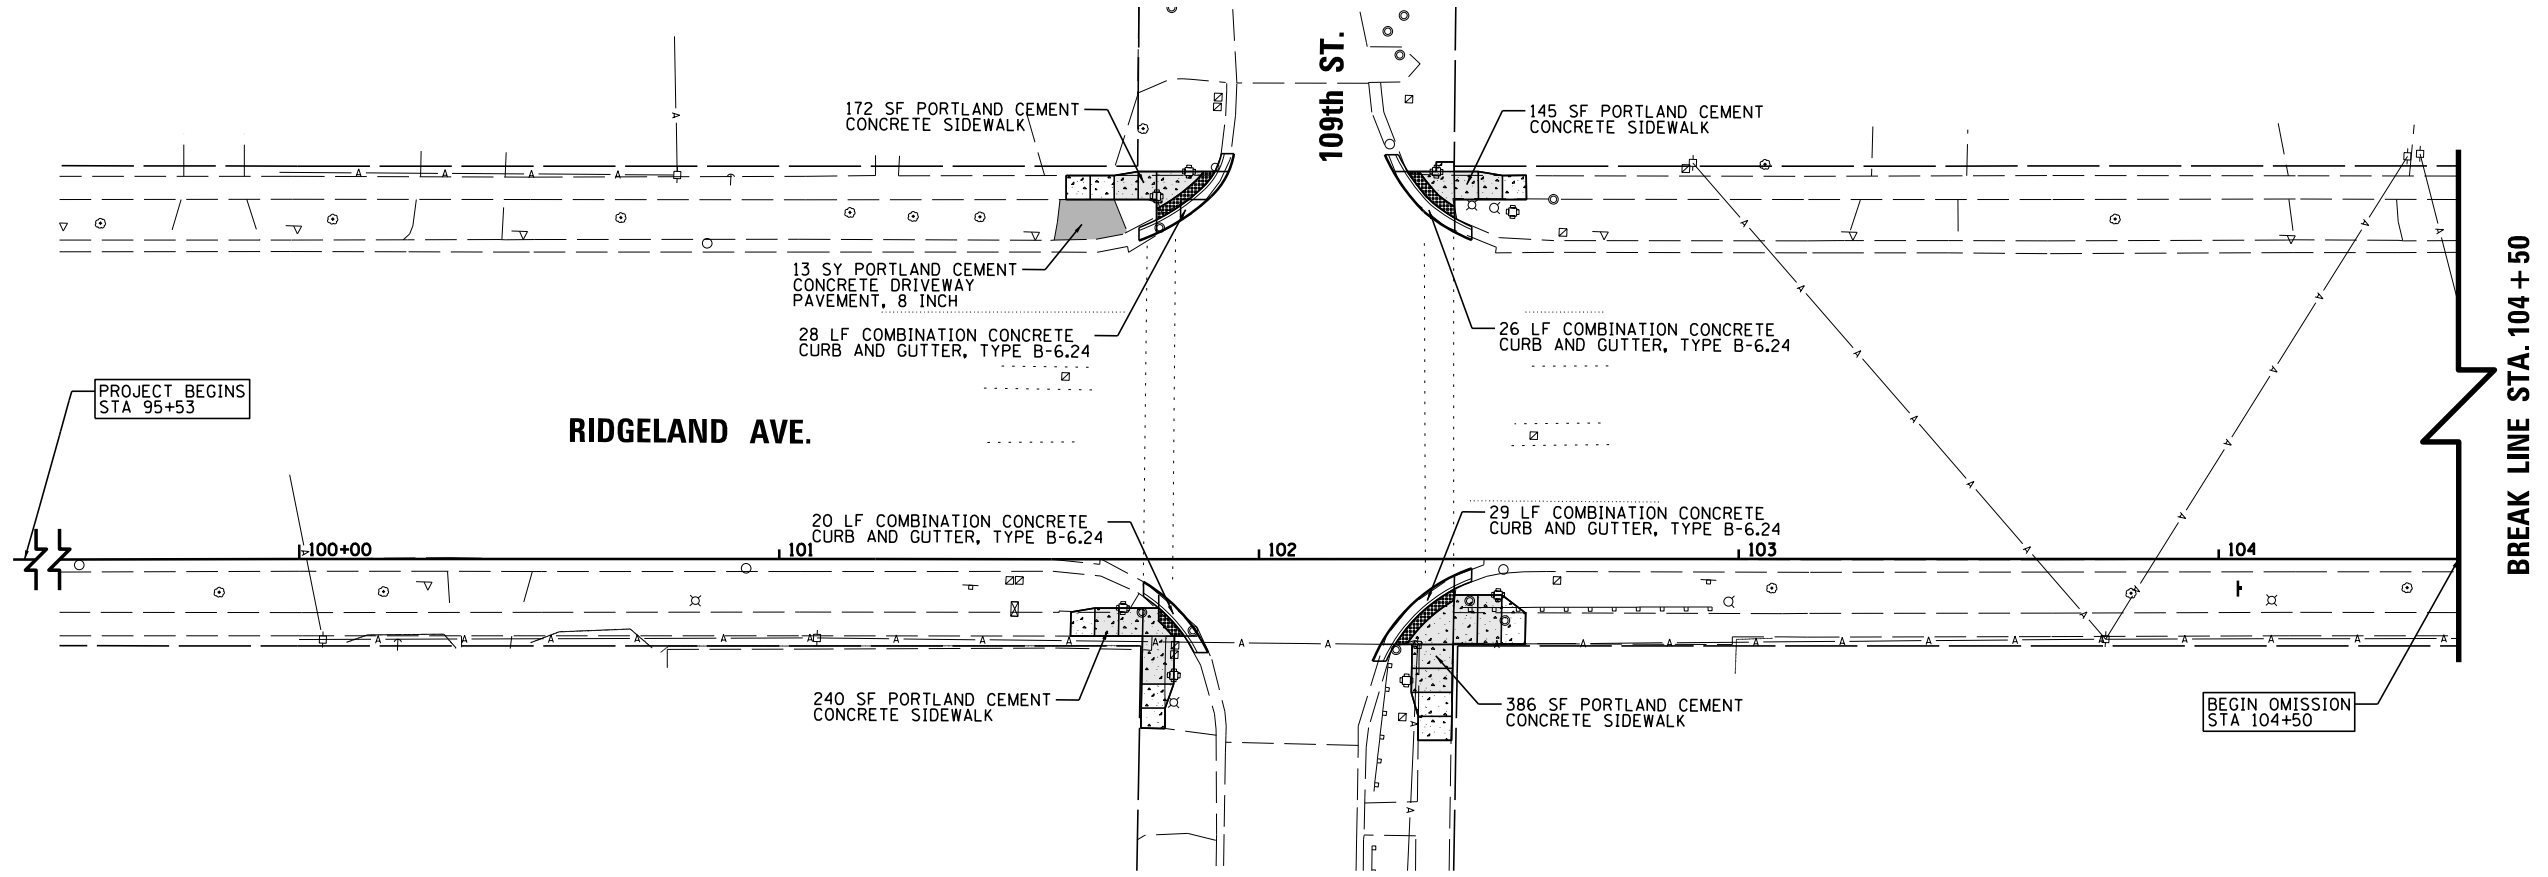 109th ST.
172 SF PORTLAND CEMENT
CONCRETE SIDEWALK
145 SF PORTLAND CEMENT
CONCRETE SIDEWALK
13 SY PORTLAND CEMENT
CONCRETE DRIVEWAY
PAVEMENT, 8 INCH
28 LF COMBINATION CONCRETE
CURB AND GUTTER, TYPE B-6.24
26 LF COMBINATION CONCRETE
CURB AND GUTTER, TYPE B-6.24
PROJECT BEGINS
STA 95+53
RIDGELAND AVE.
BREAK LINE STA. 104+50
20 LF COMBINATION CONCRETE
CURB AND GUTTER, TYPE B-6.24
29 LF COMBINATION CONCRETE
CURB AND GUTTER, TYPE B-6.24
100+00
101
102
103
104
240 SF PORTLAND CEMENT
CONCRETE SIDEWALK
386 SF PORTLAND CEMENT
CONCRETE SIDEWALK
BEGIN OMISSION
STA 104+50